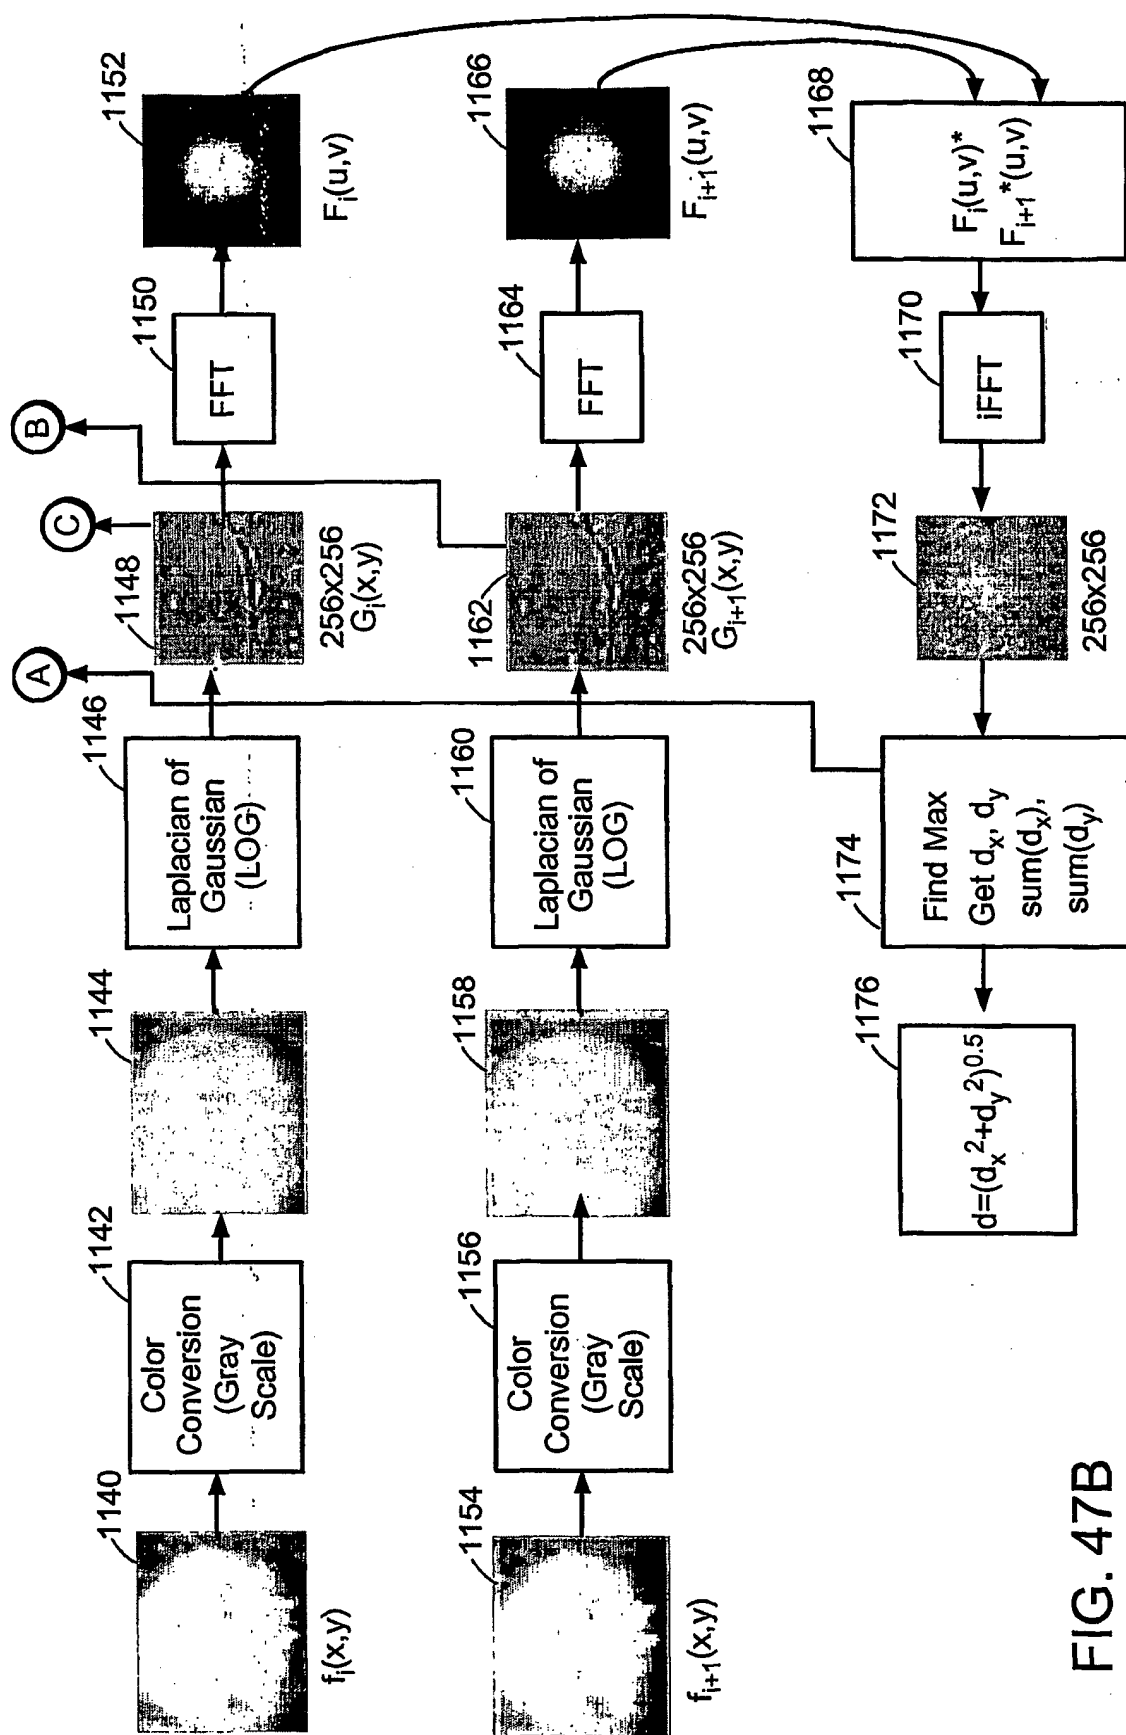 A
C
B
1140
1142
1144
1146
1148
1150
1152
f_i(x,y)
Color
Conversion
(Gray
Scale)
Laplacian of
Gaussian
(LOG)
256x256
G_i(x,y)
FFT
F_i(u,v)
1154
1156
1158
1160
1162
1164
1166
f_{i+1}(x,y)
Color
Conversion
(Gray
Scale)
Laplacian of
Gaussian
(LOG)
256x256
G_{i+1}(x,y)
FFT
F_{i+1}(u,v)
1176
d=(d_x^2+d_y^2)^0.5
1174
Find Max
Get d_x, d_y
sum(d_x),
sum(d_y)
1172
256x256
1170
iFFT
1168
F_i(u,v)*
F_{i+1}*(u,v)
FIG. 47B